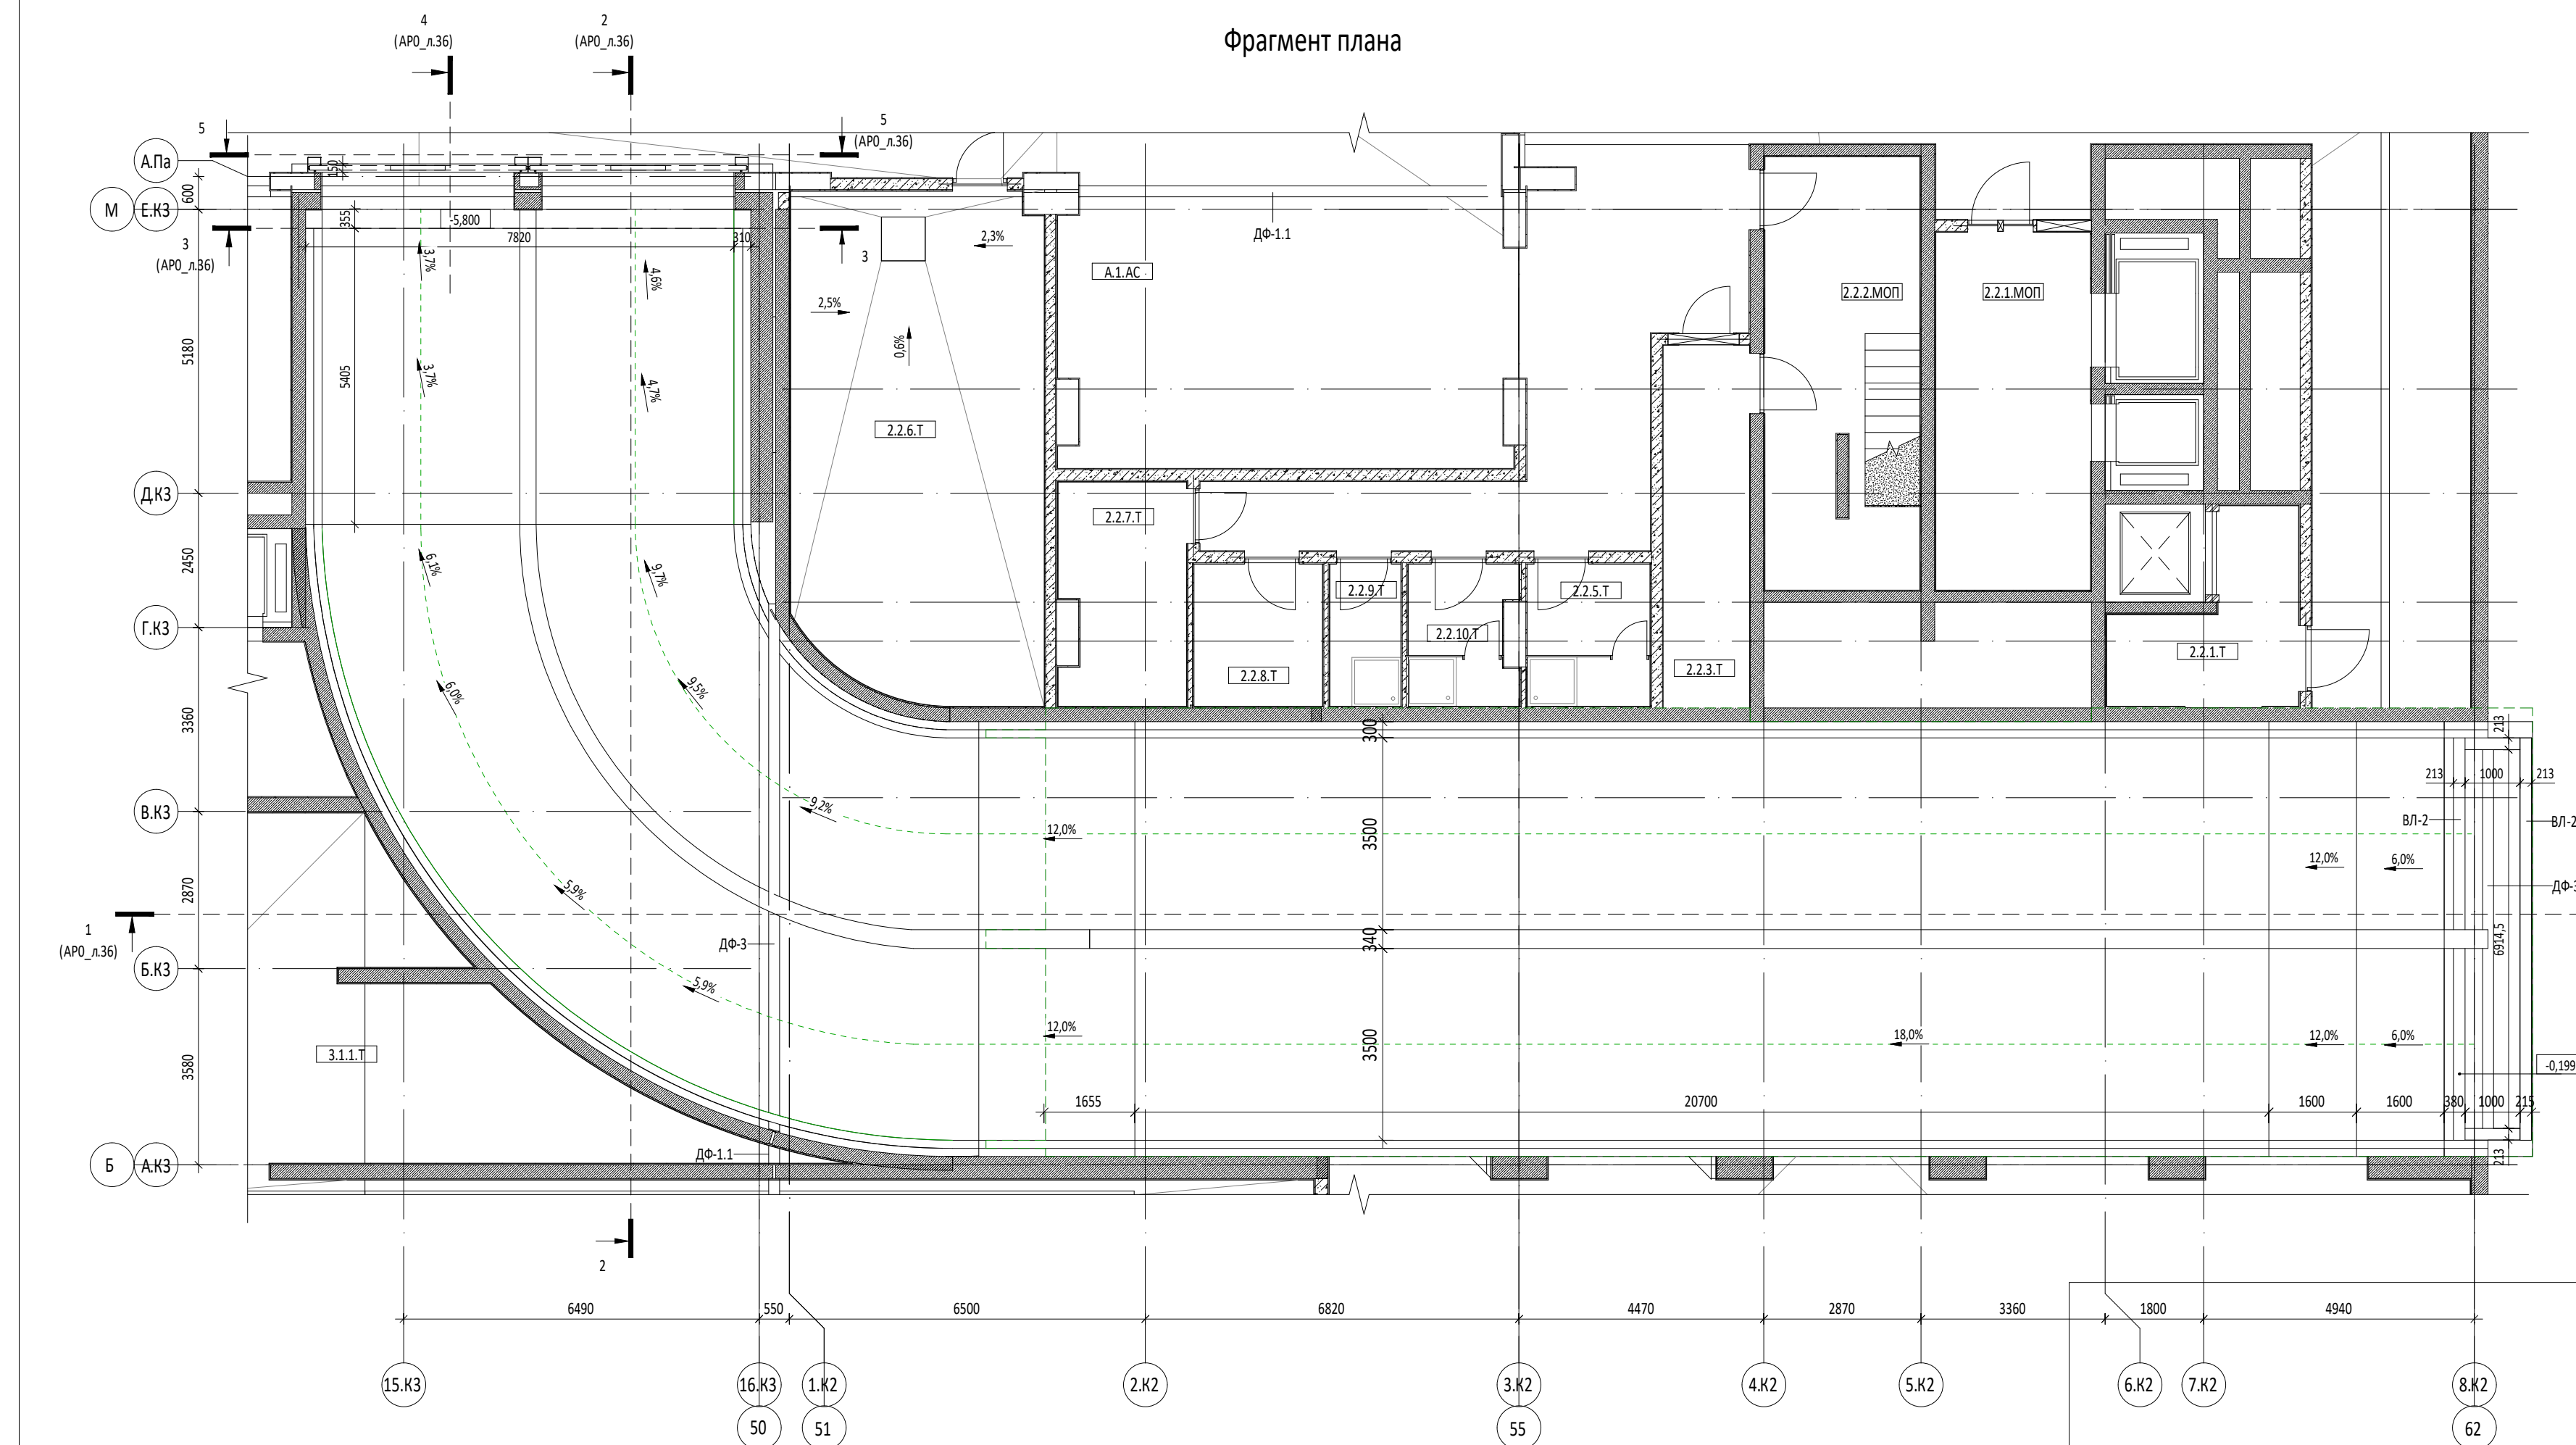 Фрагмент плана
4
(АР0_л.36)
2
(АР0_л.36)
5
5
(АР0_л.36)
А.Па
М
Е.К3
600
150
355
-5,800
7820
310
3
(АР0_л.36)
3
3,7%
4,6%
2,3%
2,5%
0,6%
А.1.АС
ДФ-1.1
2.2.2.МОП
2.2.1.МОП
5180
5405
3,7%
4,7%
2.2.6.Т
Д.К3
2.2.7.Т
2450
6,1%
9,7%
2.2.9.Т
2.2.5.Т
Г.К3
2.2.10.Т
2.2.8.Т
2.2.3.Т
2.2.1.Т
3360
6,0%
9,5%
300
213
213
1000
213
В.К3
9,2%
12,0%
3500
ВЛ-2
ВЛ-2
12,0%
6,0%
2870
5,9%
ДФ-3
1
(АР0_л.36)
ДФ-3
340
6914,5
Б.К3
5,9%
12,0%
3500
18,0%
12,0%
6,0%
3.1.1.Т
3580
-0,199
1655
20700
1600
1600
380
1000
215
Б
А.К3
ДФ-1.1
213
2
6490
550
6500
6820
4470
2870
3360
1800
4940
15.К3
16.К3
1.К2
2.К2
3.К2
4.К2
5.К2
6.К2
7.К2
8.К2
50
51
55
62